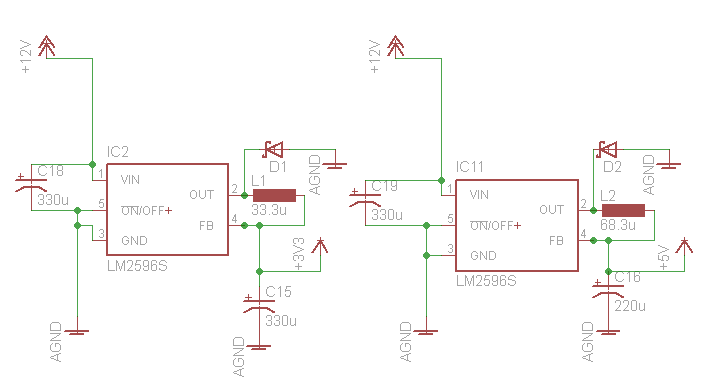 +12V
IC2
C18
330u
1
VIN
5
ON/OFF+
3
GND
LM2596S
OUT
2
FB
4
D1
AGND
L1
33.3u
+3V3
C15
330u
AGND
AGND
+12V
IC11
C19
330u
1
VIN
5
ON/OFF+
3
GND
LM2596S
OUT
2
FB
4
D2
AGND
L2
68.3u
+5V
C16
220u
AGND
AGND